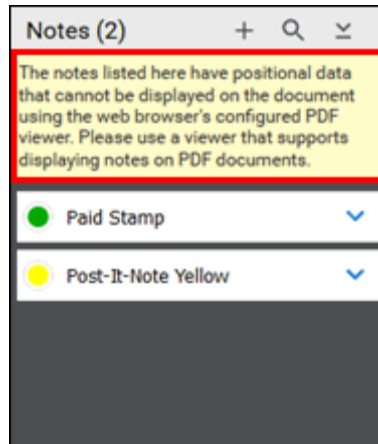 Notes (2)
The notes listed here have positional data
that cannot be displayed on the document
using the web browser's configured PDF
viewer. Please use a viewer that supports
displaying notes on PDF documents.
Paid Stamp
Post-It-Note Yellow